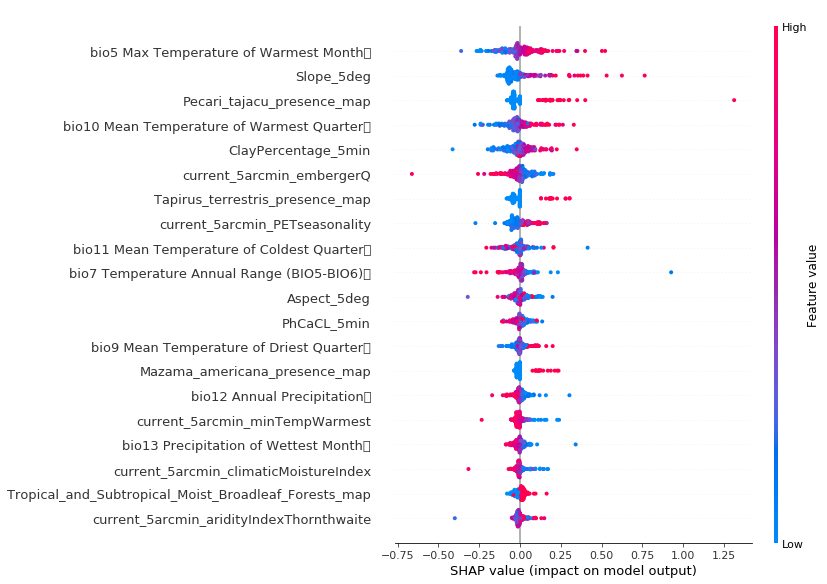 High
bio5 Max Temperature of Warmest Month
Slope_5deg
Pecari_tajacu_presence_map
bio10 Mean Temperature of Warmest Quarter
ClayPercentage_5min
current_5arcmin_embergerQ
Tapirus_terrestris_presence_map
current_5arcmin_PETseasonality
bio11 Mean Temperature of Coldest Quarter
bio7 Temperature Annual Range (BIO5-BIO6)
Aspect_5deg
PhCaCL_5min
bio9 Mean Temperature of Driest Quarter
Mazama_americana_presence_map
bio12 Annual Precipitation
current_5arcmin_minTempWarmest
bio13 Precipitation of Wettest Month
current_5arcmin_climaticMoistureIndex
Tropical_and_Subtropical_Moist_Broadleaf_Forests_map
current_5arcmin_aridityIndexThornthwaite
Feature value
Low
−0.75 −0.50 −0.25 0.00 0.25 0.50 0.75 1.00 1.25
SHAP value (impact on model output)